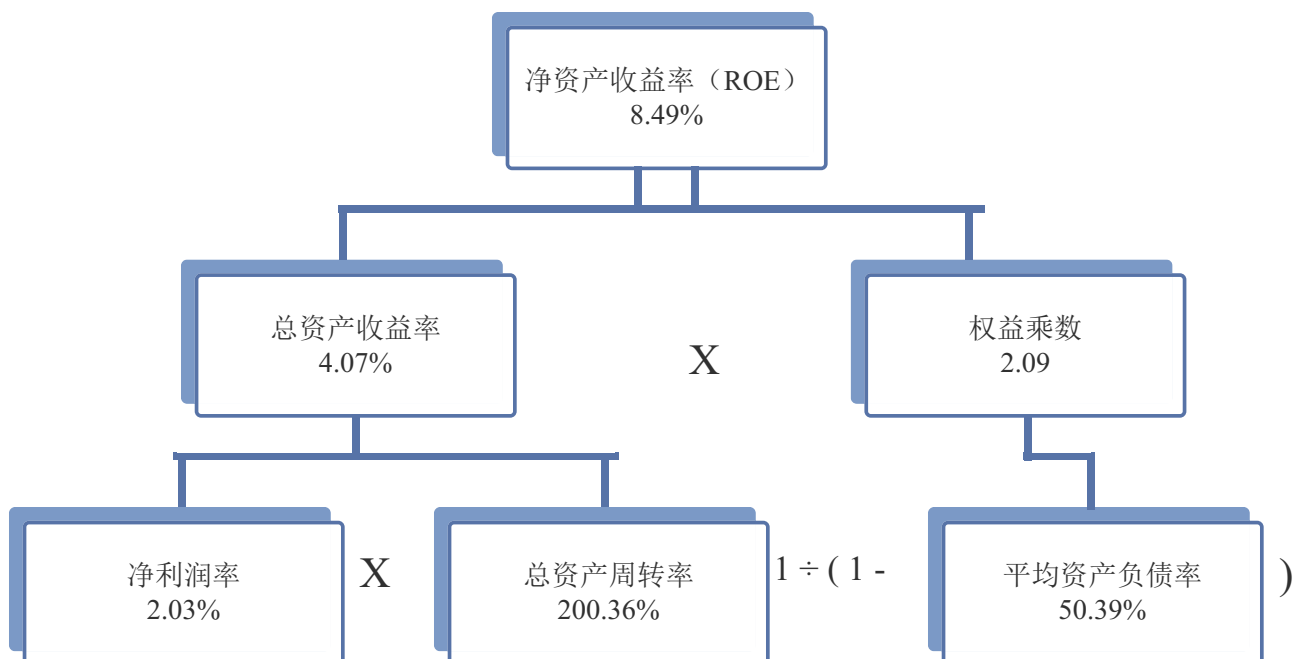 净资产收益率（ROE）
8.49%
总资产收益率
4.07%
X
权益乘数
2.09
净利润率
2.03%
X
总资产周转率
200.36%
1 ÷ ( 1 -
平均资产负债率
50.39%
)